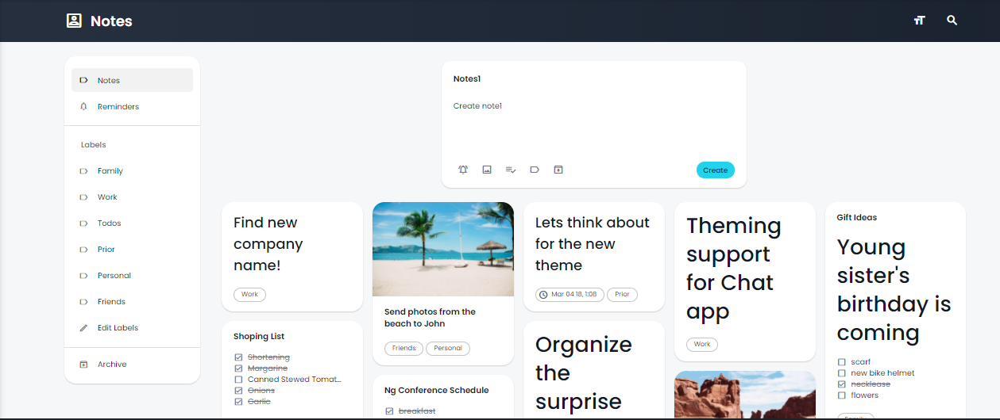 Notes
Notes
Reminders
Labels
Family
Work
Todos
Prior
Personal
Friends
Edit Labels
Archive
Notes1
Create note1
Create
Find new
company
name!
Work
Shoping List
Shortening
Margarine
Canned Stewed Tomat...
Onions
Garlic
Send photos from the
beach to John
Friends
Personal
Ng Conference Schedule
breakfast
Lets think about
for the new
theme
Mar 04 18, 1:08
Prior
Organize
the
surprise
Theming
support
for Chat
app
Work
Gift Ideas
Young
sister's
birthday is
coming
scarf
new bike helmet
necklease
flowers
Family